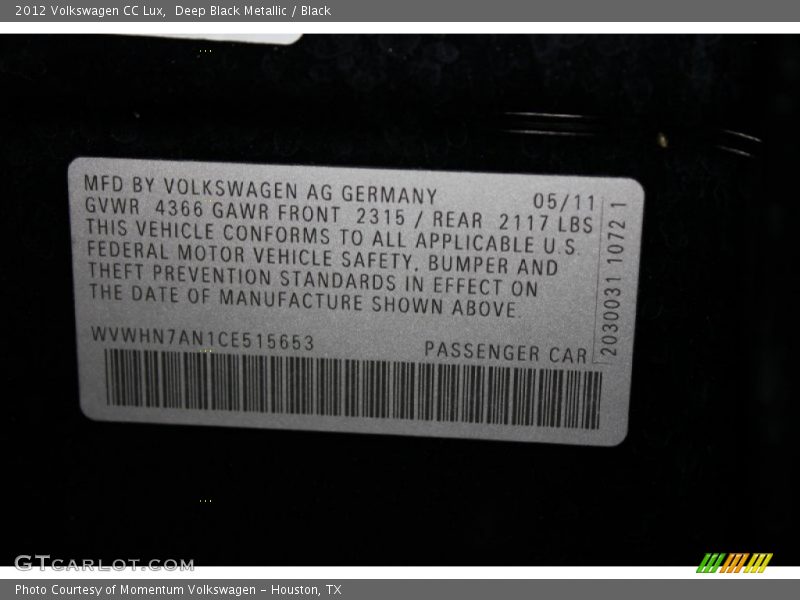 2012 Volkswagen CC Lux, Deep Black Metallic / Black
MFD BY VOLKSWAGEN AG GERMANY 05/11
GVWR 4366 GAWR FRONT 2315 / REAR 2117 LBS
THIS VEHICLE CONFORMS TO ALL APPLICABLE U.S.
FEDERAL MOTOR VEHICLE SAFETY, BUMPER AND
THEFT PREVENTION STANDARDS IN EFFECT ON
THE DATE OF MANUFACTURE SHOWN ABOVE.
WVWHN7AN1CE515653 PASSENGER CAR
2030031 1072 1
GTCARLOT.COM
Photo Courtesy of Momentum Volkswagen - Houston, TX